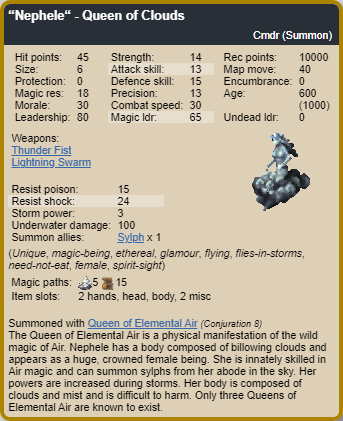 “Nephele“ - Queen of Clouds
Cmdr (Summon)
Hit points: 45 Strength: 14 Rec points: 10000
Size: 6 Attack skill: 13 Map move: 40
Protection: 0 Defence skill: 15 Encumbrance: 0
Magic res: 18 Precision: 13 Age: 600
Morale: 30 Combat speed: 30 (1000)
Leadership: 80 Magic ldr: 65 Undead ldr: 0
Weapons:
Thunder Fist
Lightning Swarm
Resist poison: 15
Resist shock: 24
Storm power: 3
Underwater damage: 100
Summon allies: Sylph x 1
(Unique, magic-being, ethereal, glamour, flying, flies-in-storms,
need-not-eat, female, spirit-sight)
Magic paths: 5 15
Item slots: 2 hands, head, body, 2 misc
Summoned with Queen of Elemental Air (Conjuration 8)
The Queen of Elemental Air is a physical manifestation of the wild
magic of Air. Nephele has a body composed of billowing clouds and
appears as a huge, crowned female being. She is innately skilled in
Air magic and can summon sylphs from her abode in the sky. Her
powers are increased during storms. Her body is composed of
clouds and mist and is difficult to harm. Only three Queens of
Elemental Air are known to exist.